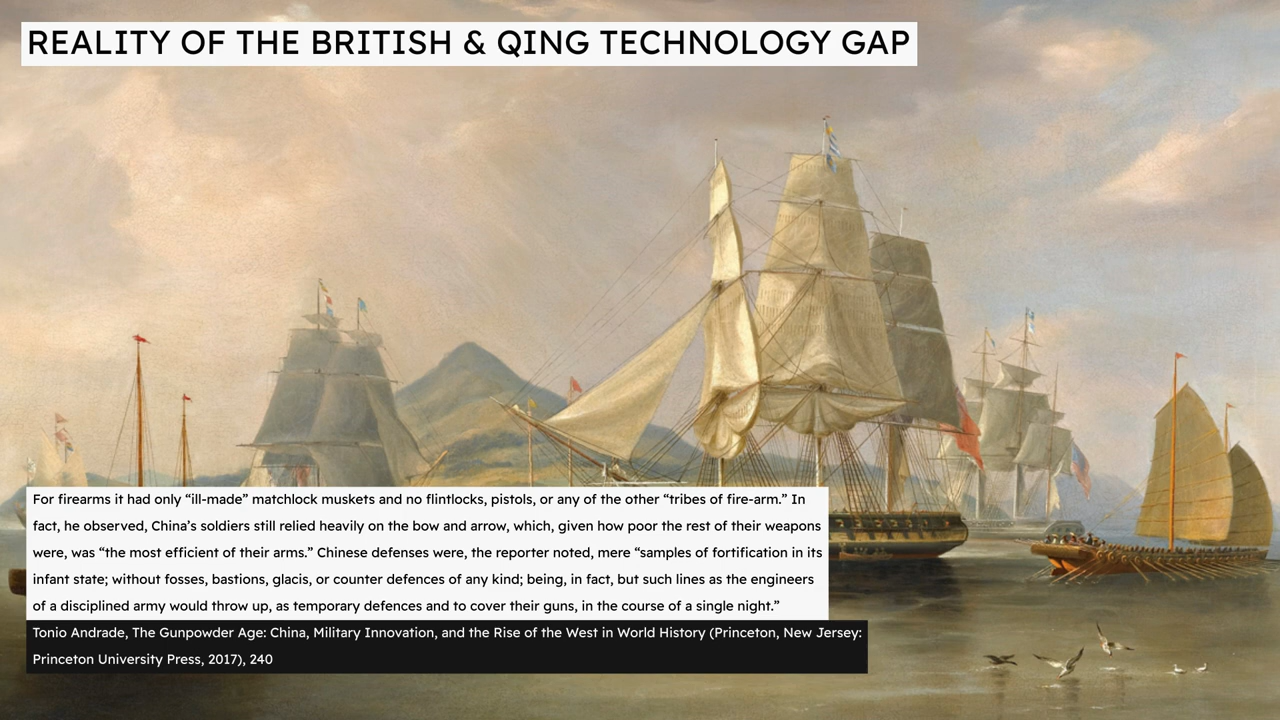 REALITY OF THE BRITISH & QING TECHNOLOGY GAP
For firearms it had only “ill-made” matchlock muskets and no flintlocks, pistols, or any of the other “tribes of fire-arm.” In
fact, he observed, China’s soldiers still relied heavily on the bow and arrow, which, given how poor the rest of their weapons
were, was “the most efficient of their arms.” Chinese defenses were, the reporter noted, mere “samples of fortification in its
infant state; without fosses, bastions, glacis, or counter defences of any kind; being, in fact, but such lines as the engineers
of a disciplined army would throw up, as temporary defences and to cover their guns, in the course of a single night.”
Tonio Andrade, The Gunpowder Age: China, Military Innovation, and the Rise of the West in World History (Princeton, New Jersey:
Princeton University Press, 2017), 240